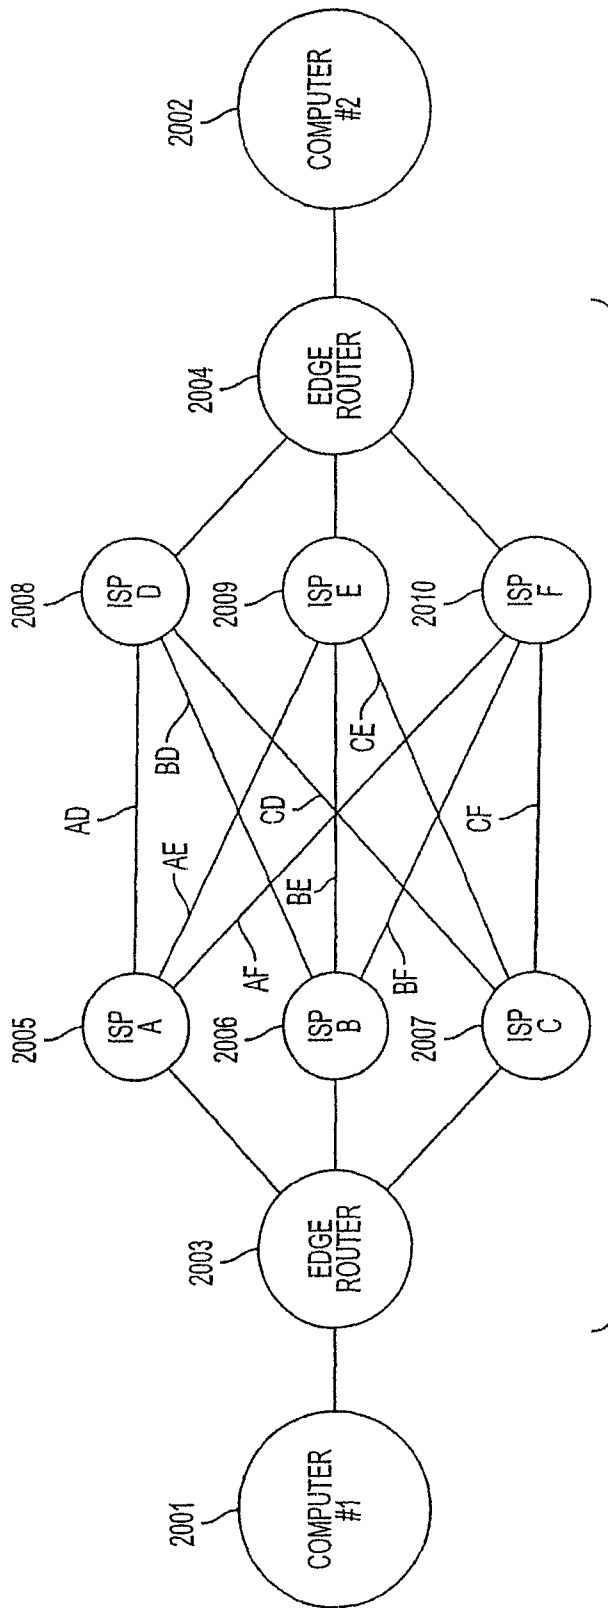 2001
COMPUTER
#1
2003
EDGE
ROUTER
2005
ISP
A
2006
ISP
B
2007
ISP
C
AD
BD
AE
AF
CD
BE
CE
BF
CF
2008
ISP
D
2009
ISP
E
2010
ISP
F
2004
EDGE
ROUTER
2002
COMPUTER
#2